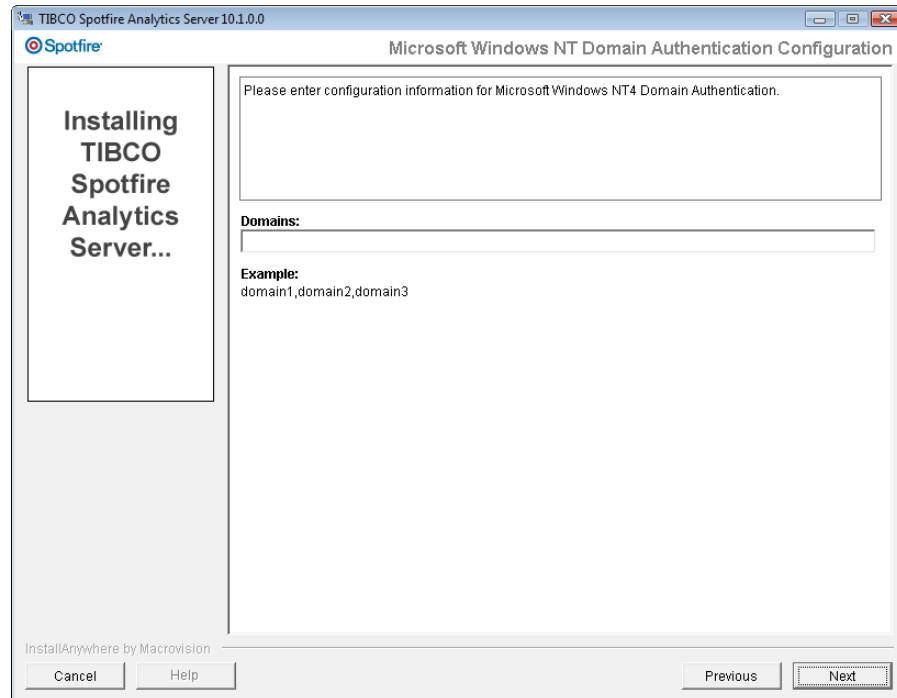 TIBCO Spotfire Analytics Server 10.1.0.0
Spotfire
Microsoft Windows NT Domain Authentication Configuration
Installing
TIBCO
Spotfire
Analytics
Server...
Please enter configuration information for Microsoft Windows NT4 Domain Authentication.
Domains:
Example:
domain1,domain2,domain3
InstallAnywhere by Macrovision
Cancel
Help
Previous
Next